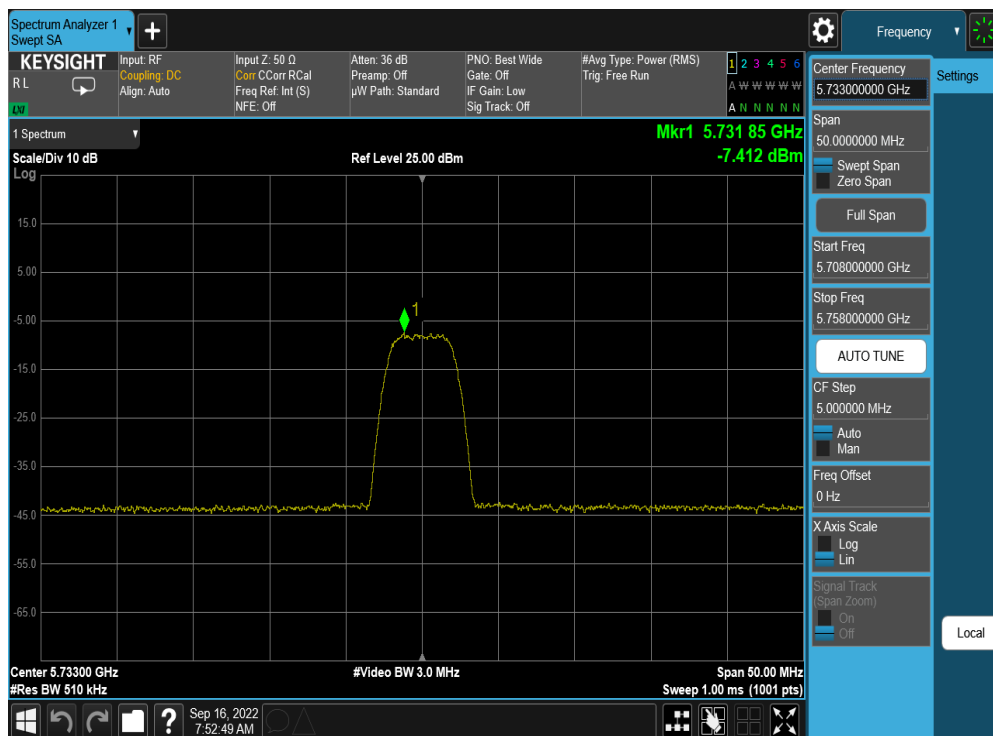 Spectrum Analyzer 1
Swept SA
Frequency
KEYSIGHT
R L
LXI
Input: RF
Coupling: DC
Align: Auto
Input Z: 50 Ω
Corr CCorr RCal
Freq Ref: Int (S)
NFE: Off
Atten: 36 dB
Preamp: Off
µW Path: Standard
PNO: Best Wide
Gate: Off
IF Gain: Low
Sig Track: Off
#Avg Type: Power (RMS)
Trig: Free Run
1 2 3 4 5 6
A W W W W W
A N N N N N
1 Spectrum
Scale/Div 10 dB
Log
Ref Level 25.00 dBm
Mkr1 5.731 85 GHz
-7.412 dBm
15.0
5.00
-5.00
-15.0
-25.0
-35.0
-45.0
-55.0
-65.0
1
Center 5.73300 GHz
#Res BW 510 kHz
#Video BW 3.0 MHz
Span 50.00 MHz
Sweep 1.00 ms (1001 pts)
Center Frequency
5.733000000 GHz
Span
50.0000000 MHz
Swept Span
Zero Span
Full Span
Start Freq
5.708000000 GHz
Stop Freq
5.758000000 GHz
AUTO TUNE
CF Step
5.000000 MHz
Auto
Man
Freq Offset
0 Hz
X Axis Scale
Log
Lin
Signal Track
(Span Zoom)
On
Off
Settings
Local
?
Sep 16, 2022
7:52:49 AM